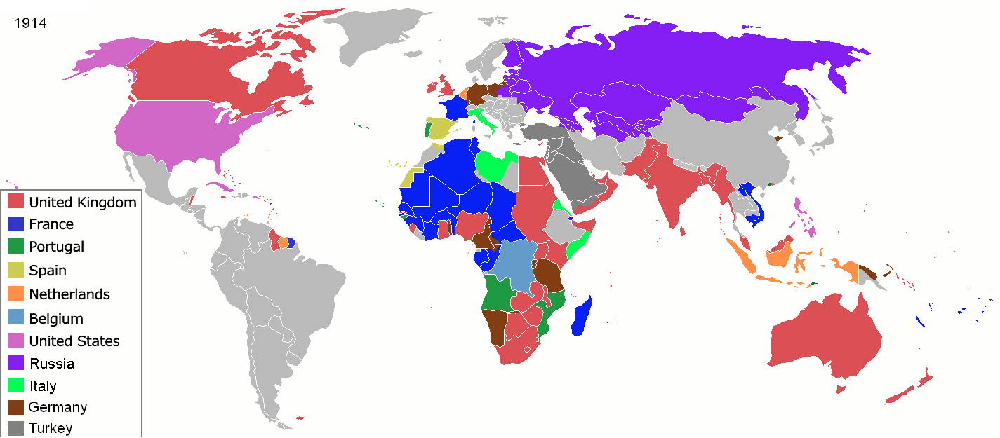 1914
United Kingdom
France
Portugal
Spain
Netherlands
Belgium
United States
Russia
Italy
Germany
Turkey